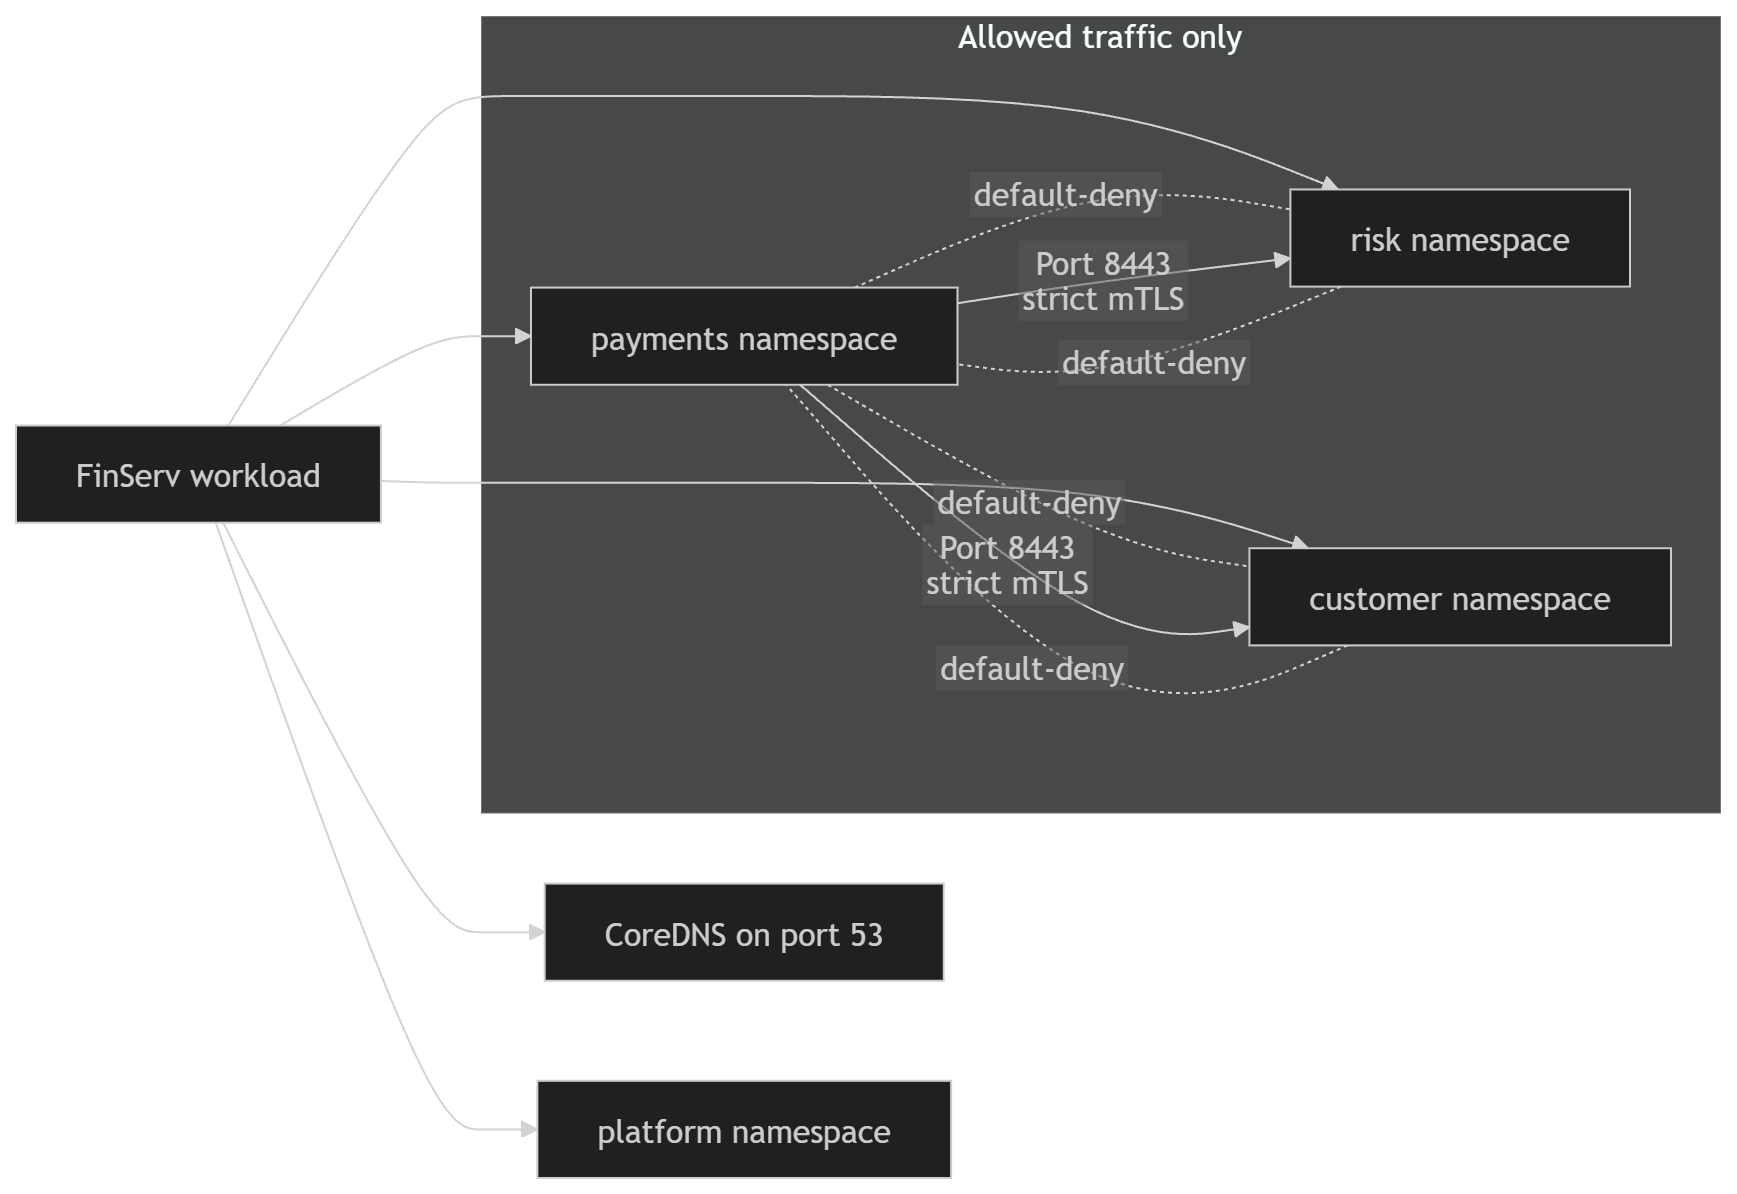 Allowed traffic only
default-deny
risk namespace
Port 8443
strict mTLS
payments namespace
default-deny
FinServ workload
default-deny
Port 8443
strict mTLS
customer namespace
default-deny
CoreDNS on port 53
platform namespace